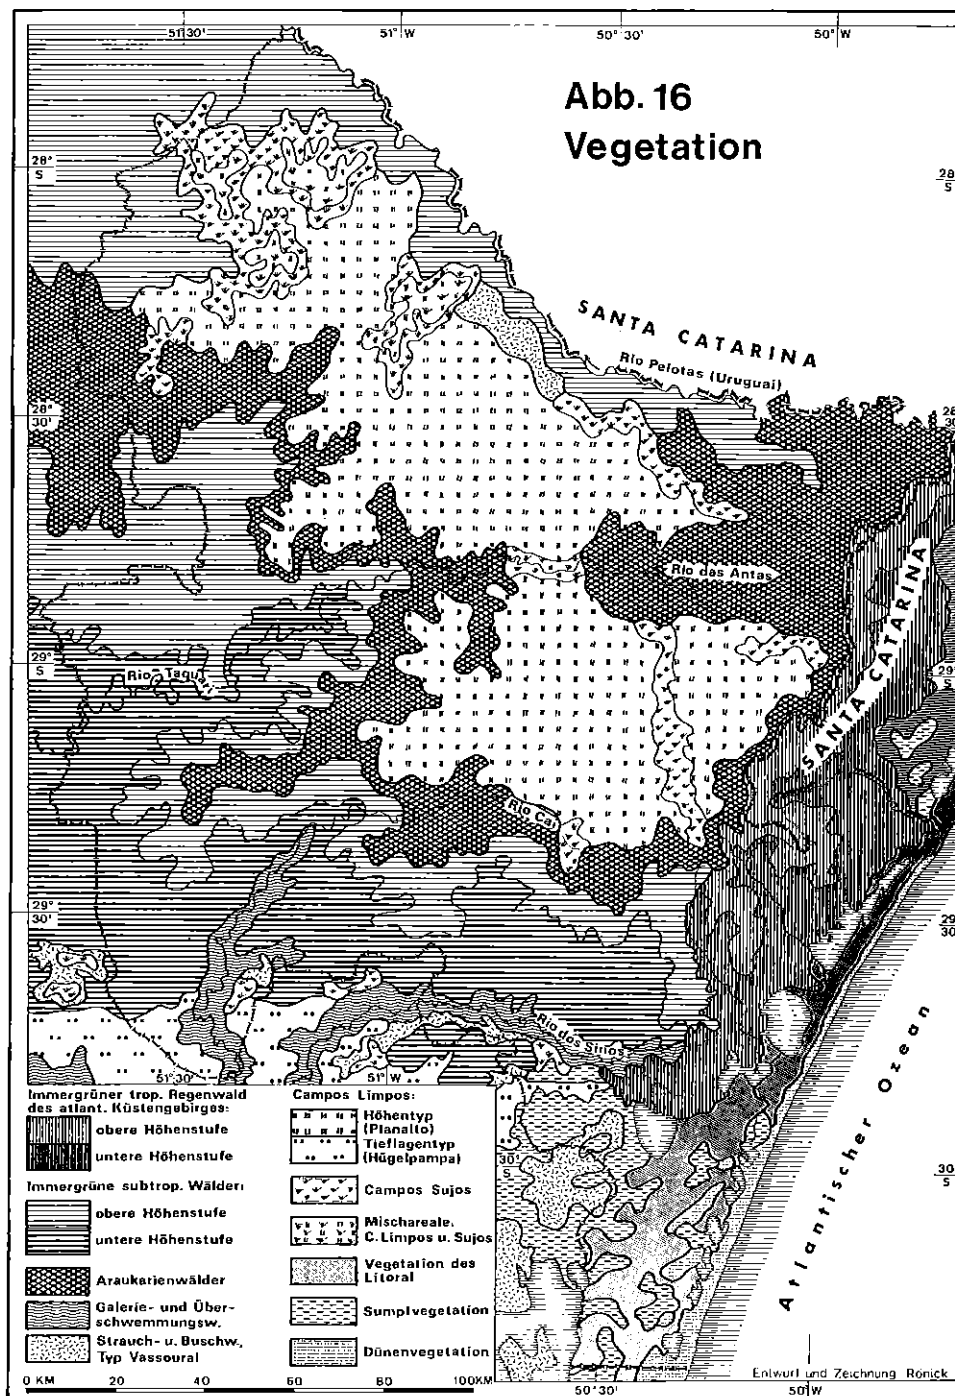 51°30'
51°W
50°30'
50°W
Abb. 16
Vegetation
28°
S
28
S
SANTA CATARINA
Rio Pelotas (Uruguai)
28°
30'
28
30
Rio das Antas
SANTA CATARINA
29°
S
29°
S
Rio Taquari
Rio Caí
29°
30'
29
30
Rio dos Sinos
Atlantischer Ozean
51°30'
51°W
30°
S
30
S
Immergrüner trop. Regenwald
des atlant. Küstengebirges:
obere Höhenstufe
untere Höhenstufe
Immergrüne subtrop. Wälder:
obere Höhenstufe
untere Höhenstufe
Araukarienwälder
Galerie- und Über-
schwemmungsw.
Strauch- u. Buschw.,
Typ Vassoural
Campos Limpos:
Höhentyp
(Planalto)
Tieflagentyp
(Hügelpampa)
Campos Sujos
Mischareale.
C. Limpos u. Sujos
Vegetation des
Litoral
Sumpfvegetation
Dünenvegetation
0 KM 20 40 60 80 100KM
50°30'
50°W
Entwurf und Zeichnung Rönick